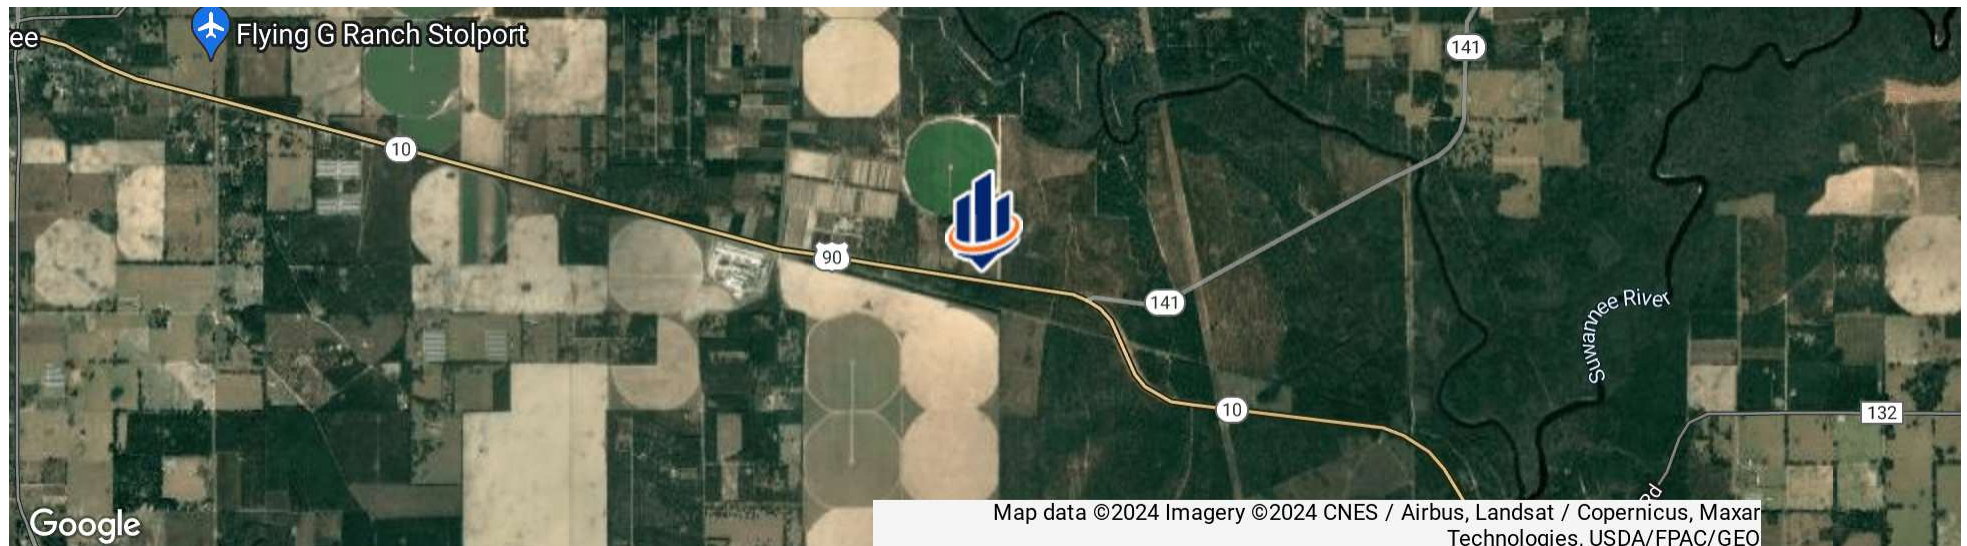 ee
Flying G Ranch Stolport
141
10
90
141
Suwannee River
10
132
Rd
Google
Map data ©2024 Imagery ©2024 CNES / Airbus, Landsat / Copernicus, Maxar
Technologies, USDA/FPAC/GEO